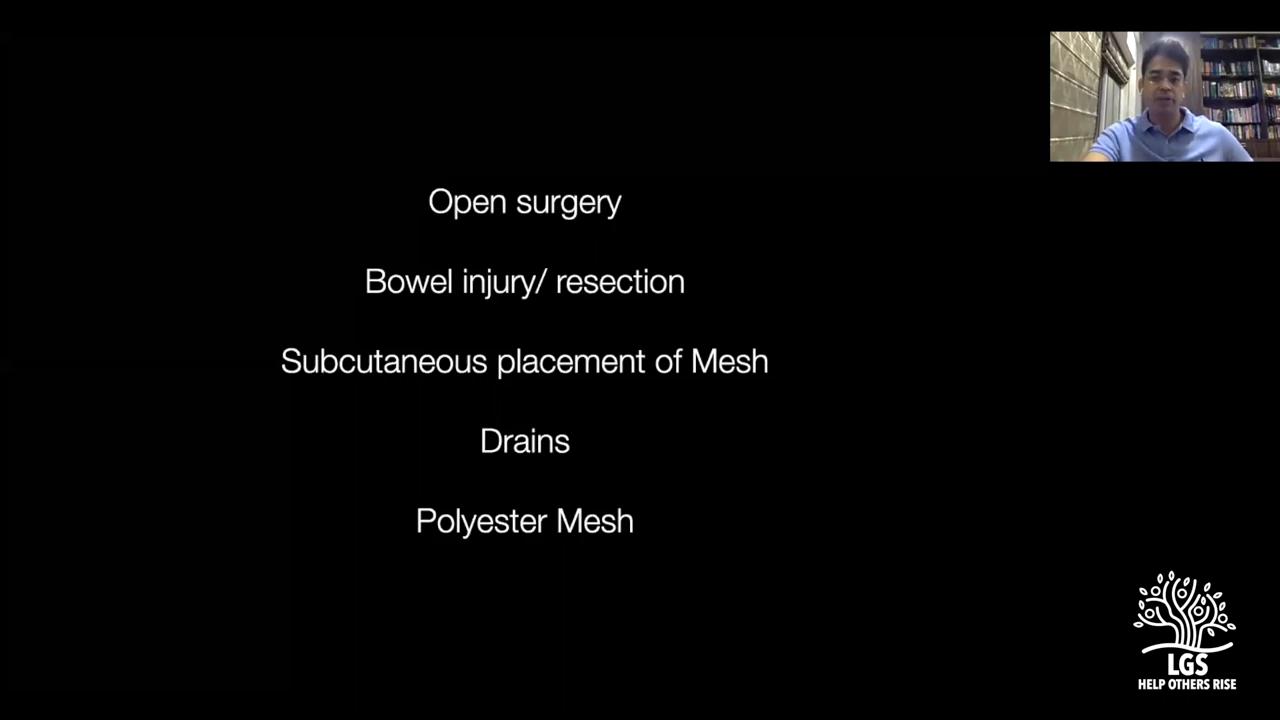 Open surgery
Bowel injury/ resection
Subcutaneous placement of Mesh
Drains
Polyester Mesh
LGS
HELP OTHERS RISE